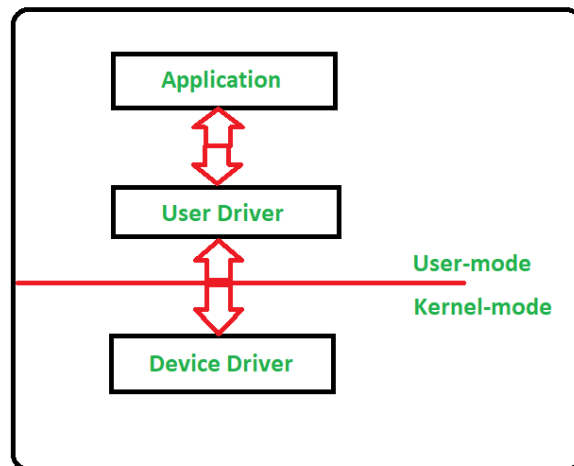 Application
User Driver
User-mode
Kernel-mode
Device Driver